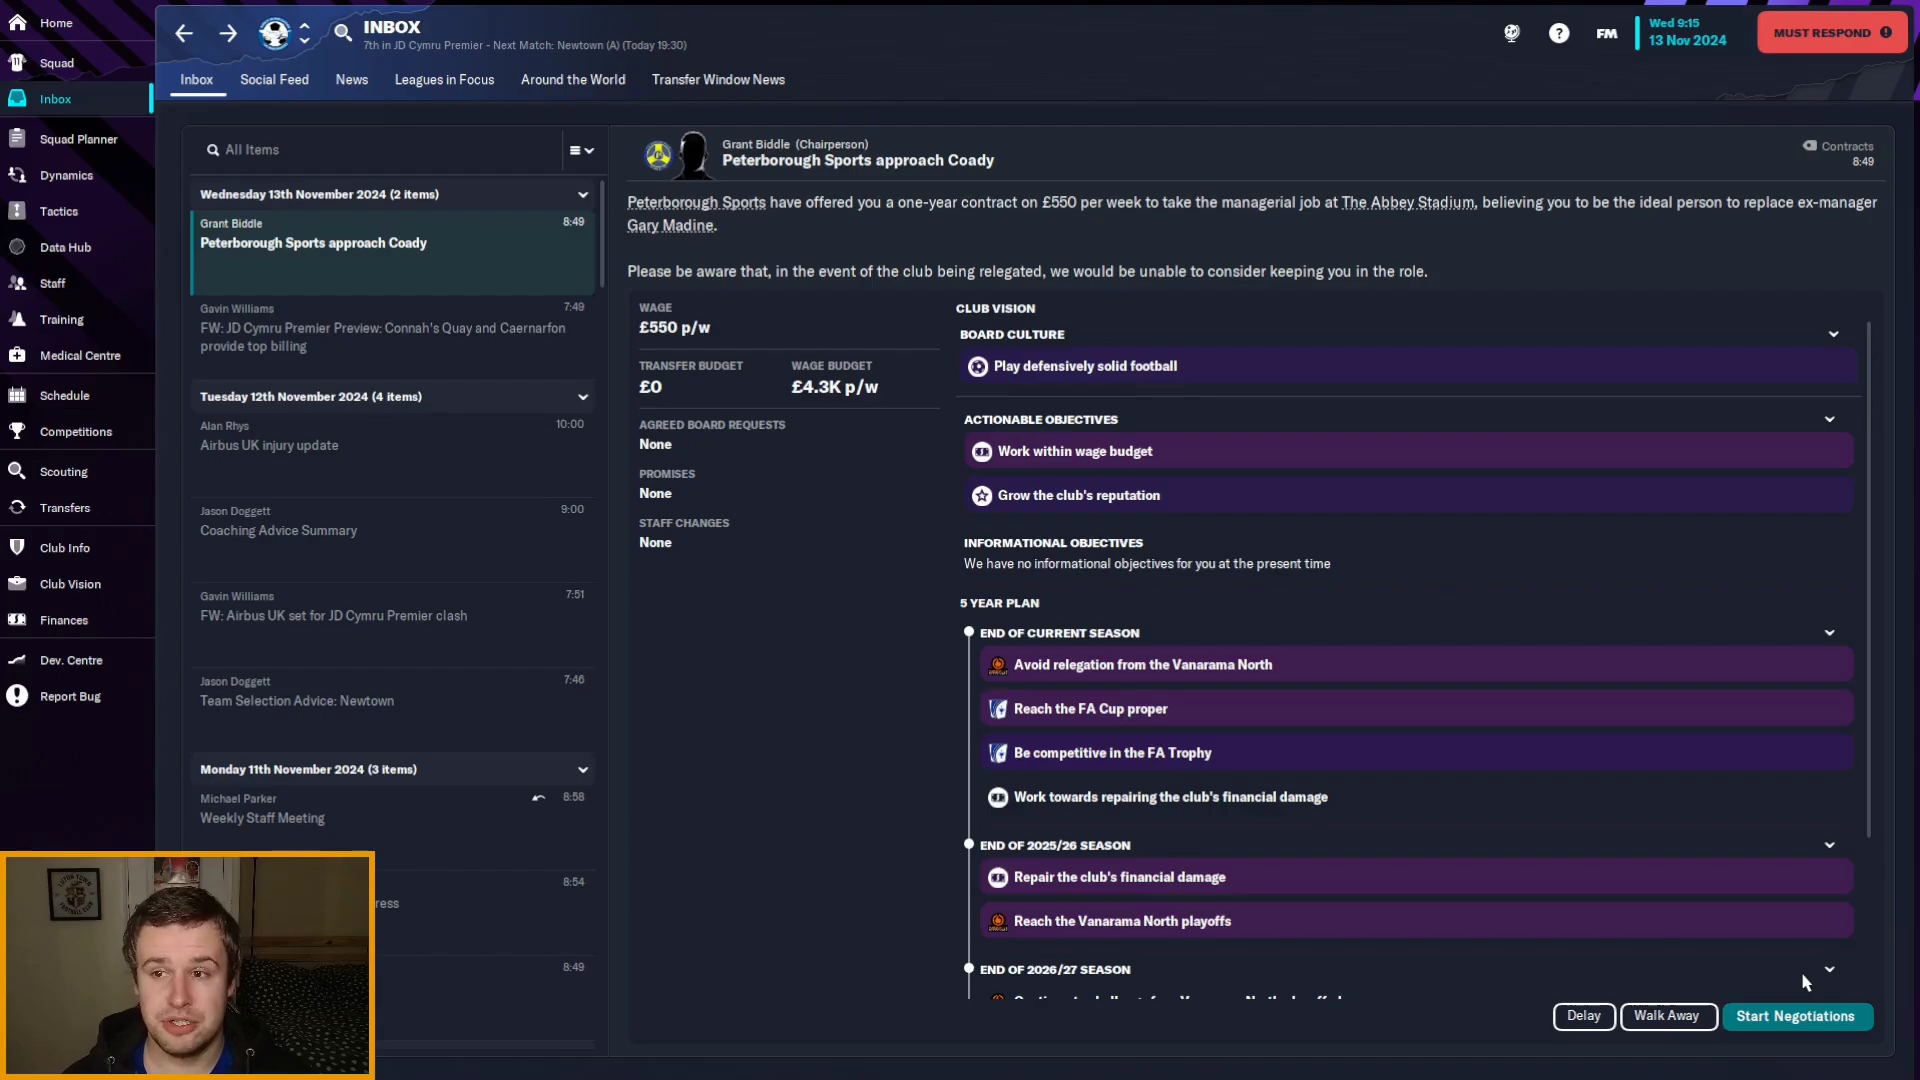 Home
Squad
Inbox
Squad Planner
Dynamics
Tactics
Data Hub
Staff
Training
Medical Centre
Schedule
Competitions
Scouting
Transfers
Club Info
Club Vision
Finances
Dev. Centre
Report Bug
INBOX
7th in JD Cymru Premier - Next Match: Newtown (A) (Today 19:30)
FM
Wed 9:15
13 Nov 2024
MUST RESPOND
Inbox
Social Feed
News
Leagues in Focus
Around the World
Transfer Window News
All Items
Wednesday 13th November 2024 (2 items)
Grant Biddle 8:49
Peterborough Sports approach Coady
Gavin Williams 7:49
FW: JD Cymru Premier Preview: Connah's Quay and Caernarfon
provide top billing
Tuesday 12th November 2024 (4 items)
Alan Rhys 10:00
Airbus UK injury update
Jason Doggett 9:00
Coaching Advice Summary
Gavin Williams 7:51
FW: Airbus UK set for JD Cymru Premier clash
Jason Doggett 7:46
Team Selection Advice: Newtown
Monday 11th November 2024 (3 items)
Michael Parker 8:58
Weekly Staff Meeting
8:54
ress
8:49
LUTON TOWN
Grant Biddle (Chairperson)
Peterborough Sports approach Coady
Contracts
8:49
Peterborough Sports have offered you a one-year contract on £550 per week to take the managerial job at The Abbey Stadium, believing you to be the ideal person to replace ex-manager
Gary Madine.
Please be aware that, in the event of the club being relegated, we would be unable to consider keeping you in the role.
WAGE
£550 p/w
TRANSFER BUDGET WAGE BUDGET
£0 £4.3K p/w
AGREED BOARD REQUESTS
None
PROMISES
None
STAFF CHANGES
None
CLUB VISION
BOARD CULTURE
Play defensively solid football
ACTIONABLE OBJECTIVES
Work within wage budget
Grow the club's reputation
INFORMATIONAL OBJECTIVES
We have no informational objectives for you at the present time
5 YEAR PLAN
END OF CURRENT SEASON
Avoid relegation from the Vanarama North
Reach the FA Cup proper
Be competitive in the FA Trophy
Work towards repairing the club's financial damage
END OF 2025/26 SEASON
Repair the club's financial damage
Reach the Vanarama North playoffs
END OF 2026/27 SEASON
Delay
Walk Away
Start Negotiations